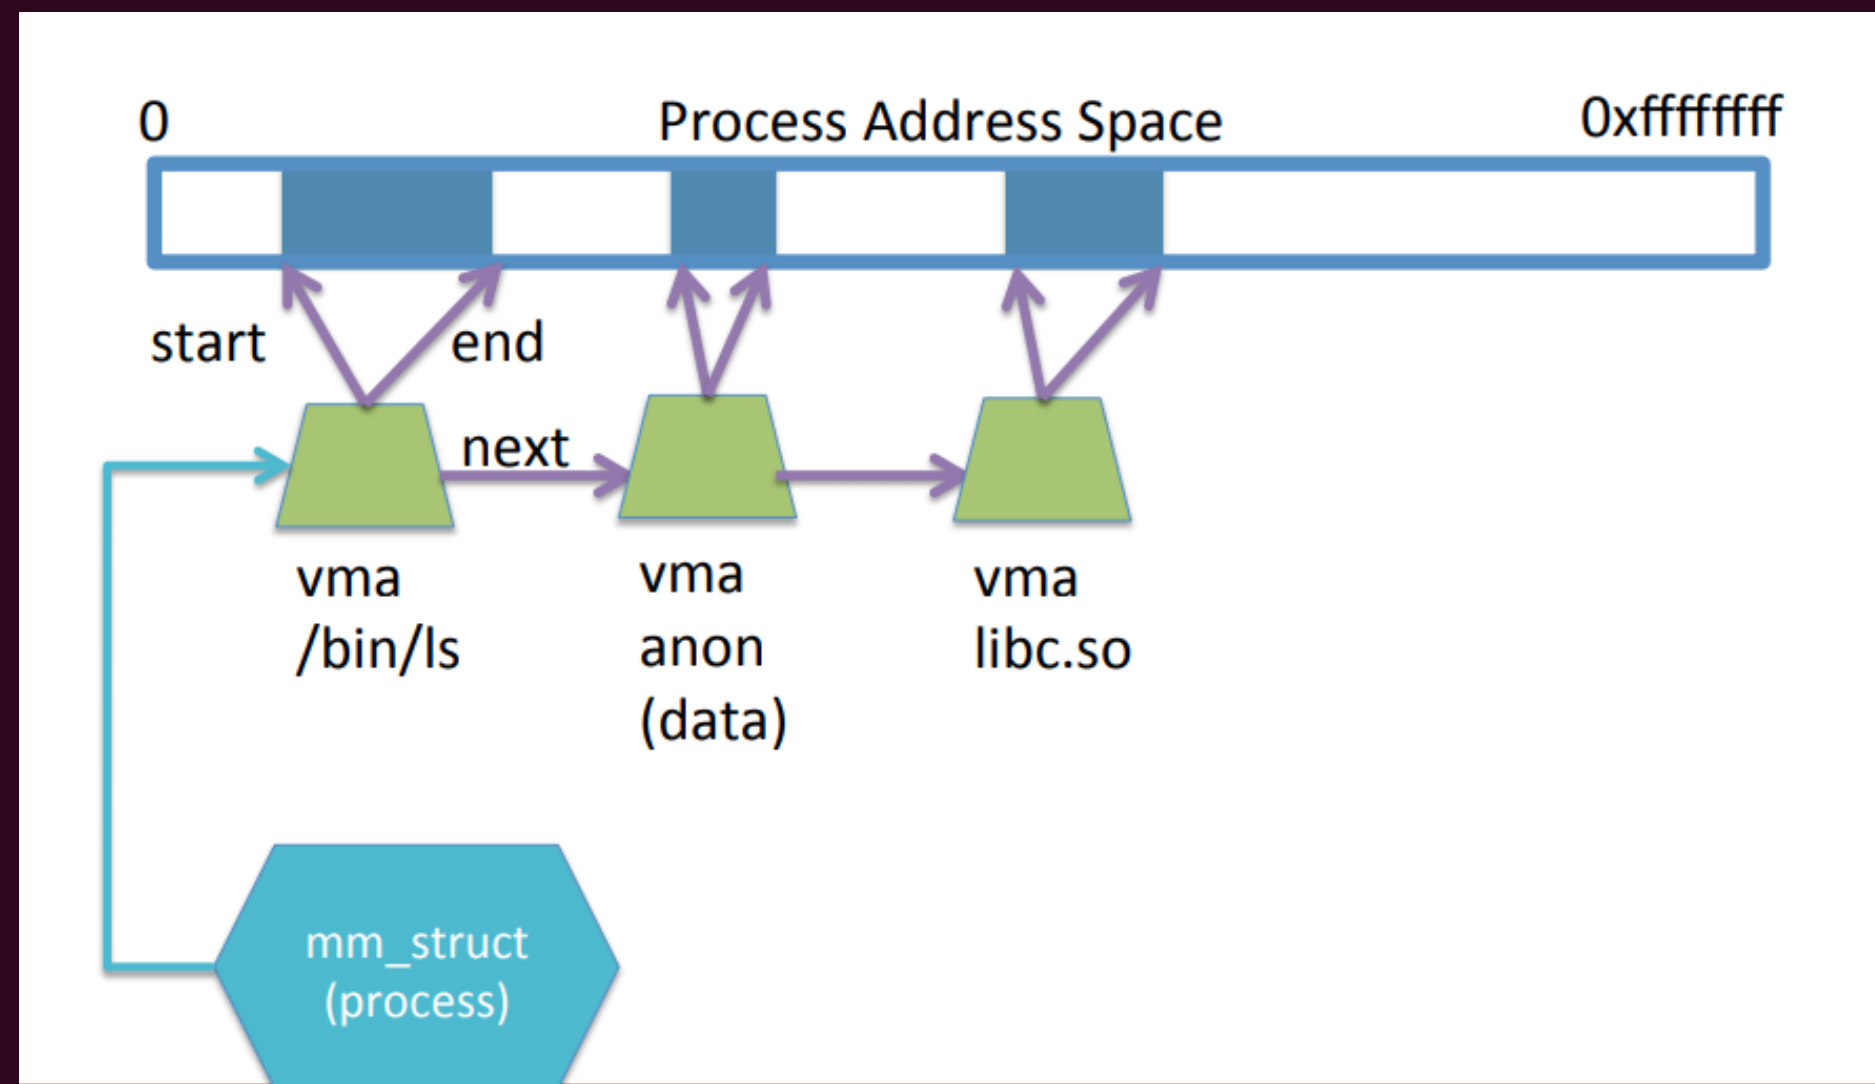 0
Process Address Space
0xffffffff
start
end
next
vma
/bin/ls
vma
anon
(data)
vma
libc.so
mm_struct
(process)